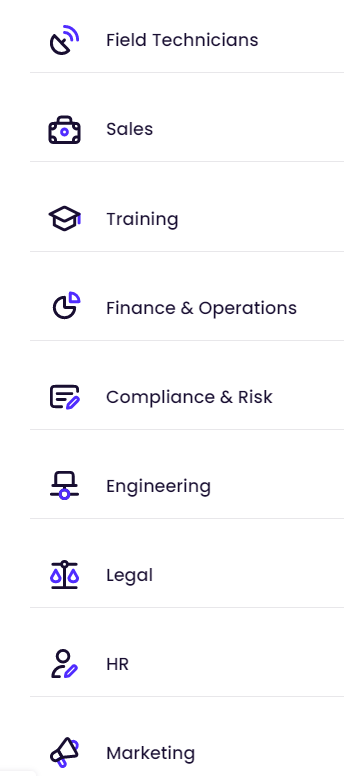 Field Technicians
Sales
Training
Finance & Operations
Compliance & Risk
Engineering
Legal
HR
Marketing